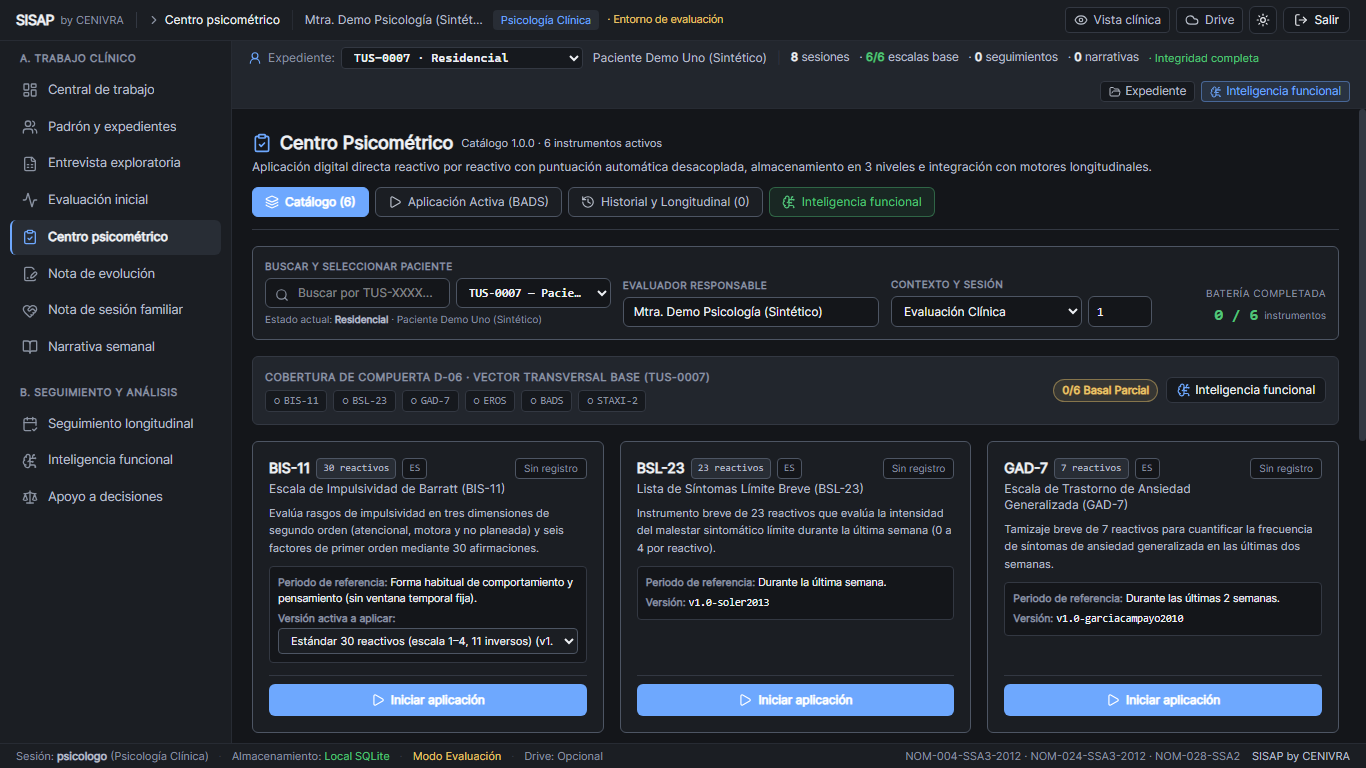 SISAP by CENIVRA
Centro psicométrico
Mtra. Demo Psicología (Sintét...
Psicología Clínica
· Entorno de evaluación
Vista clínica
Drive
Salir
A. TRABAJO CLÍNICO
Central de trabajo
Padrón y expedientes
Entrevista exploratoria
Evaluación inicial
Centro psicométrico
Nota de evolución
Nota de sesión familiar
Narrativa semanal
B. SEGUIMIENTO Y ANÁLISIS
Seguimiento longitudinal
Inteligencia funcional
Apoyo a decisiones
Expediente: TUS-0007 · Residencial Paciente Demo Uno (Sintético) 8 sesiones · 6/6 escalas base · 0 seguimientos · 0 narrativas · Integridad completa
Expediente
Inteligencia funcional
Centro Psicométrico Catálogo 1.0.0 · 6 instrumentos activos
Aplicación digital directa reactivo por reactivo con puntuación automática desacoplada, almacenamiento en 3 niveles e integración con motores longitudinales.
Catálogo (6)
Aplicación Activa (BADS)
Historial y Longitudinal (0)
Inteligencia funcional
BUSCAR Y SELECCIONAR PACIENTE
Buscar por TUS-XXXX...
TUS-0007 — Pacie...
Estado actual: Residencial · Paciente Demo Uno (Sintético)
EVALUADOR RESPONSABLE
Mtra. Demo Psicología (Sintético)
CONTEXTO Y SESIÓN
Evaluación Clínica
1
BATERÍA COMPLETADA
0 / 6 instrumentos
COBERTURA DE COMPUERTA D-06 · VECTOR TRANSVERSAL BASE (TUS-0007)
BIS-11
BSL-23
GAD-7
EROS
BADS
STAXI-2
0/6 Basal Parcial
Inteligencia funcional
BIS-11 30 reactivos ES Sin registro
Escala de Impulsividad de Barratt (BIS-11)
Evalúa rasgos de impulsividad en tres dimensiones de
segundo orden (atencional, motora y no planeada) y seis
factores de primer orden mediante 30 afirmaciones.
Periodo de referencia: Forma habitual de comportamiento y
pensamiento (sin ventana temporal fija).
Versión activa a aplicar:
Estándar 30 reactivos (escala 1–4, 11 inversos) (v1.
Iniciar aplicación
BSL-23 23 reactivos ES Sin registro
Lista de Síntomas Límite Breve (BSL-23)
Instrumento breve de 23 reactivos que evalúa la intensidad
del malestar sintomático límite durante la última semana (0 a
4 por reactivo).
Periodo de referencia: Durante la última semana.
Versión: v1.0-soler2013
Iniciar aplicación
GAD-7 7 reactivos ES Sin registro
Escala de Trastorno de Ansiedad
Generalizada (GAD-7)
Tamizaje breve de 7 reactivos para cuantificar la frecuencia
de síntomas de ansiedad generalizada en las últimas dos
semanas.
Periodo de referencia: Durante las últimas 2 semanas.
Versión: v1.0-garciacampayo2010
Iniciar aplicación
Sesión: psicologo (Psicología Clínica) · Almacenamiento: Local SQLite · Modo Evaluación · Drive: Opcional
NOM-004-SSA3-2012 · NOM-024-SSA3-2012 · NOM-028-SSA2 SISAP by CENIVRA